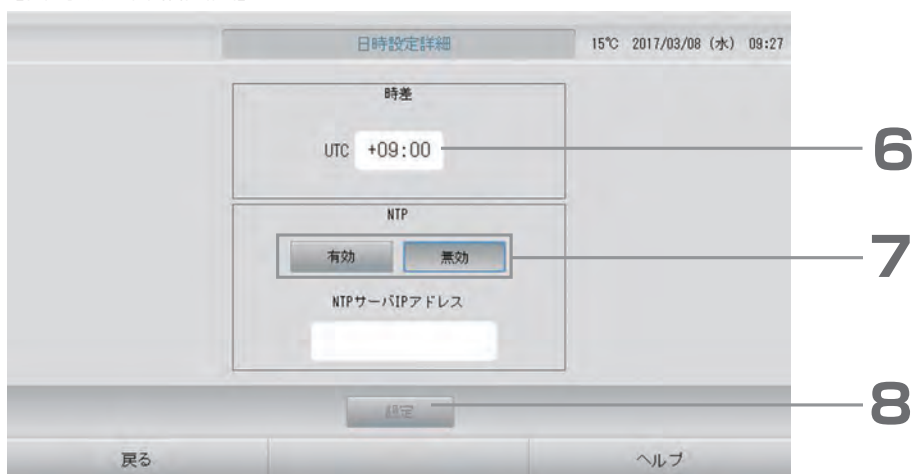 日時設定詳細
15℃ 2017/03/08 (水) 09:27
時差
UTC +09:00
6
NTP
有効 無効
7
NTPサーバIPアドレス
設定
8
戻る ヘルプ